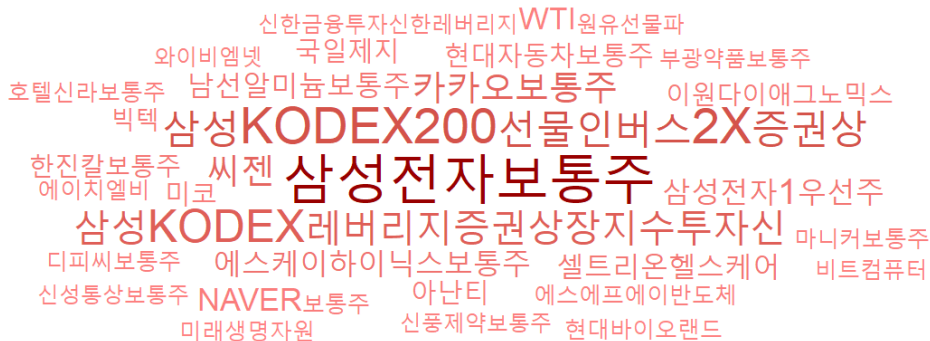 신한금융투자신한레버리지WTI원유선물파
와이비엠넷 국일제지 현대자동차보통주 부광약품보통주
호텔신라보통주 남선알미늄보통주 카카오보통주 이원다이애그노믹스
빅텍 삼성KODEX200선물인버스2X증권상
한진칼보통주 씨젠 삼성전자보통주 삼성전자1우선주
에이치엘비 미코
삼성KODEX레버리지증권상장지수투자신 마니커보통주
디피씨보통주 에스케이하이닉스보통주 셀트리온헬스케어 비트컴퓨터
신성통상보통주 NAVER보통주 아난티 에스에프에이반도체
미래생명자원 신풍제약보통주 현대바이오랜드